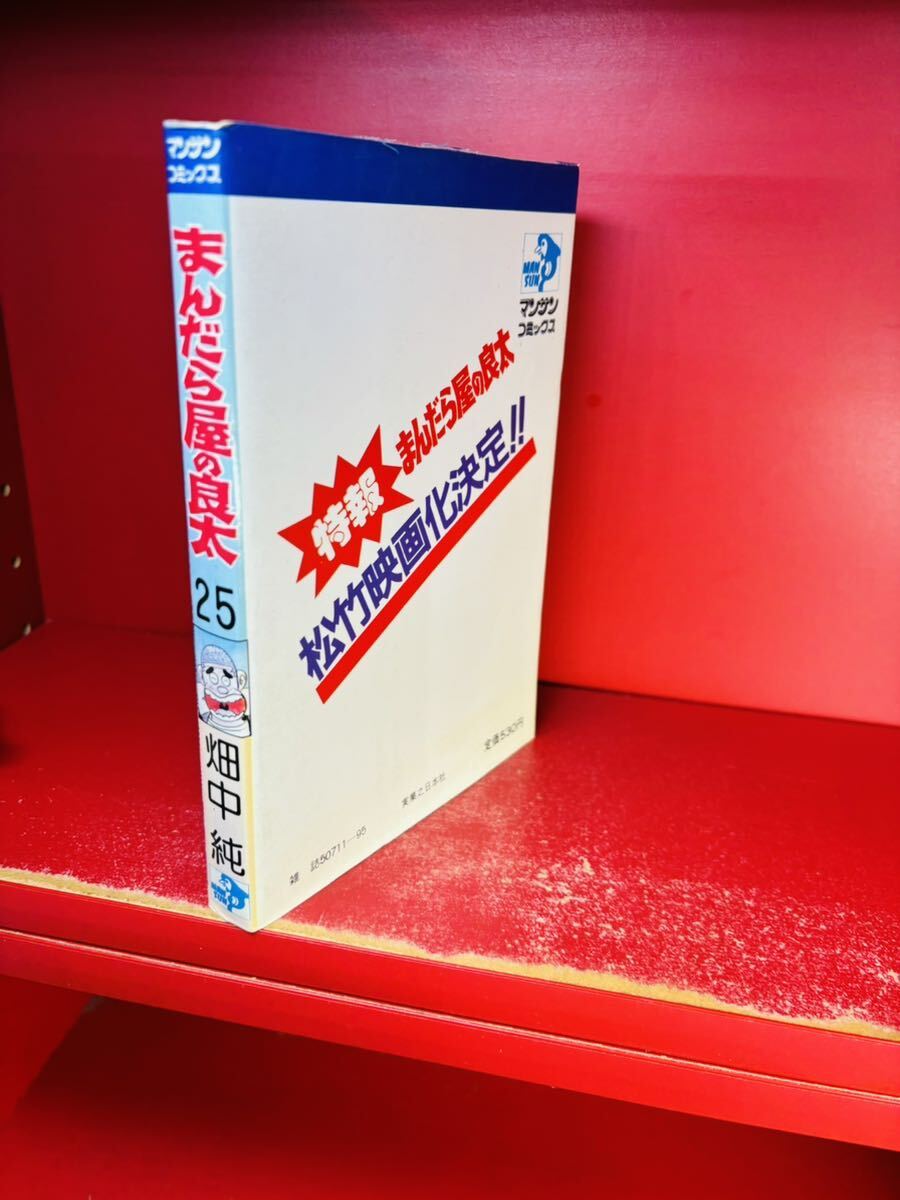 マンサン
コミックス
まんだら屋の良太
25
畑中純
MAN
SUN
MAN
SUN
マンサン
コミックス
特報
まんだら屋の良太
松竹映画化決定!!
定価530円
実業之日本社
雑誌50711—95